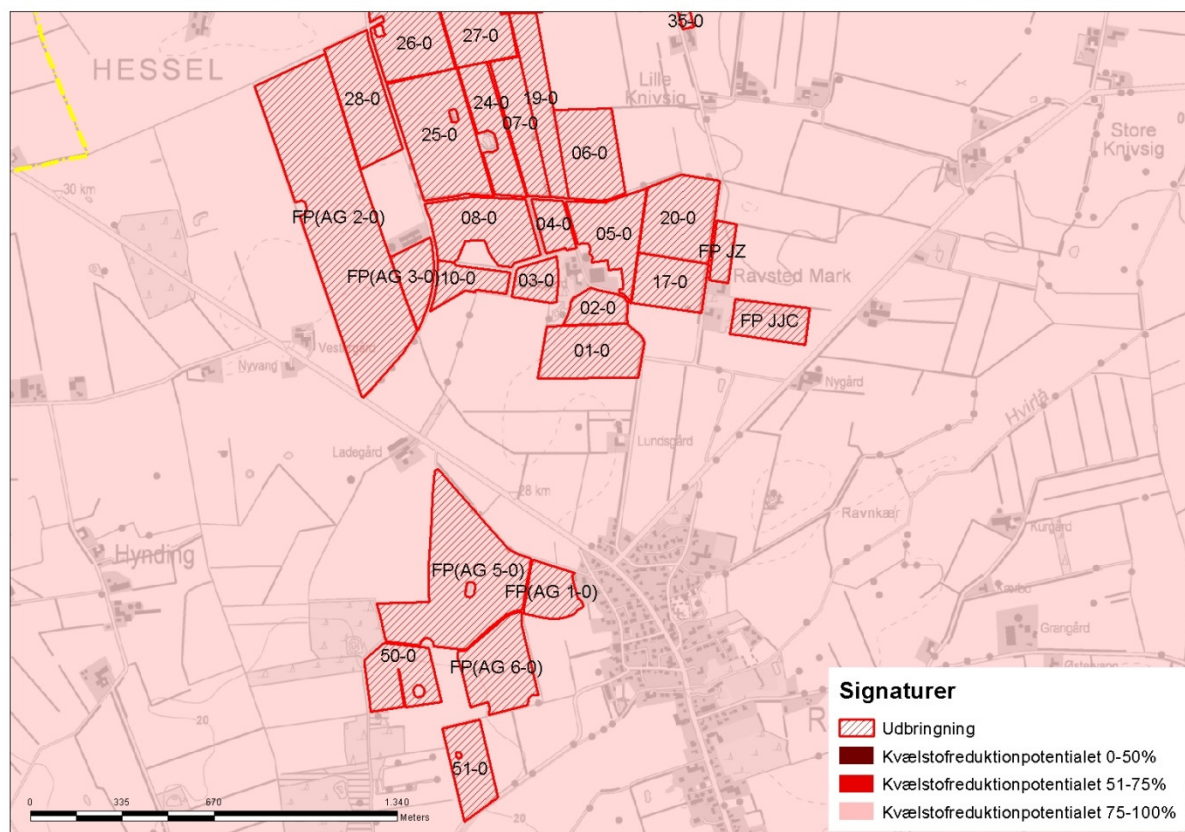 35-0
26-0
27-0
HESSEL
Lille
Knivsig
28-0
24-0
19-0
07-0
25-0
06-0
Store
Knivsig
30 km
FP(AG 2-0)
08-0
04-0
05-0
20-0
FP JZ
FP(AG 3-0)
10-0
03-0
17-0
Ravsted Mark
02-0
FP JJC
01-0
Nyvang
Nygård
Hvirlå
Ladegård
Lundsgård
28 km
Ravnkær
Kurgård
Hynding
FP(AG 5-0)
FP(AG 1-0)
Grangård
50-0
FP(AG 6-0)
Østervang
20
20
R
51-0
20
Signaturer
Udbringning
Kvælstofreduktionpotentialet 0-50%
Kvælstofreduktionpotentialet 51-75%
Kvælstofreduktionpotentialet 75-100%
0 335 670 1.340
Meters